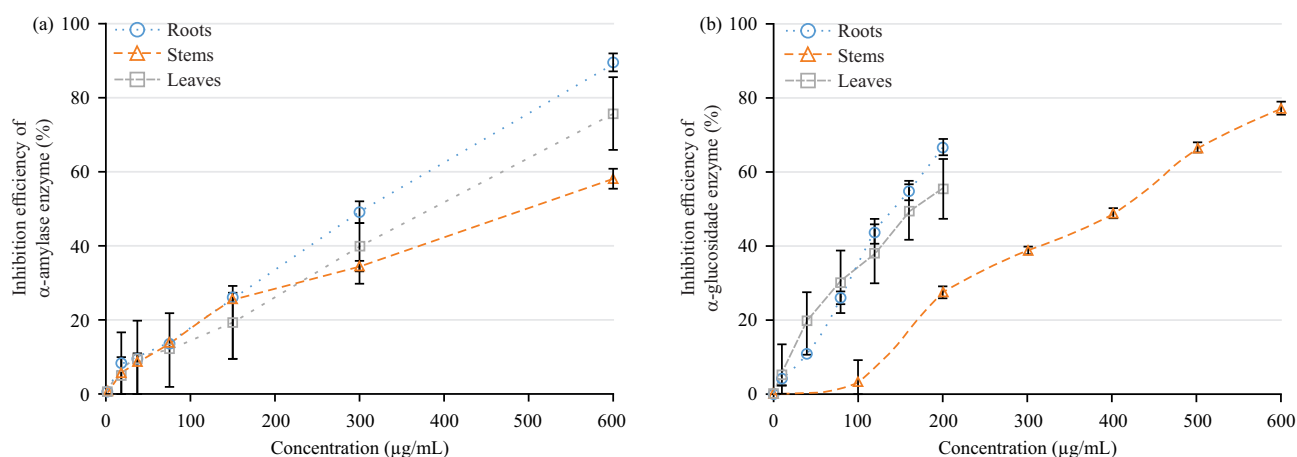 (a)
Roots
Stems
Leaves
Inhibition efficiency of
α-amylase enzyme (%)
100
80
60
40
20
0
0 100 200 300 400 500 600
Concentration (µg/mL)
(b)
Roots
Stems
Leaves
Inhibition efficiency of
α-glucosidade enzyme (%)
100
80
60
40
20
0
0 100 200 300 400 500 600
Concentration (µg/mL)